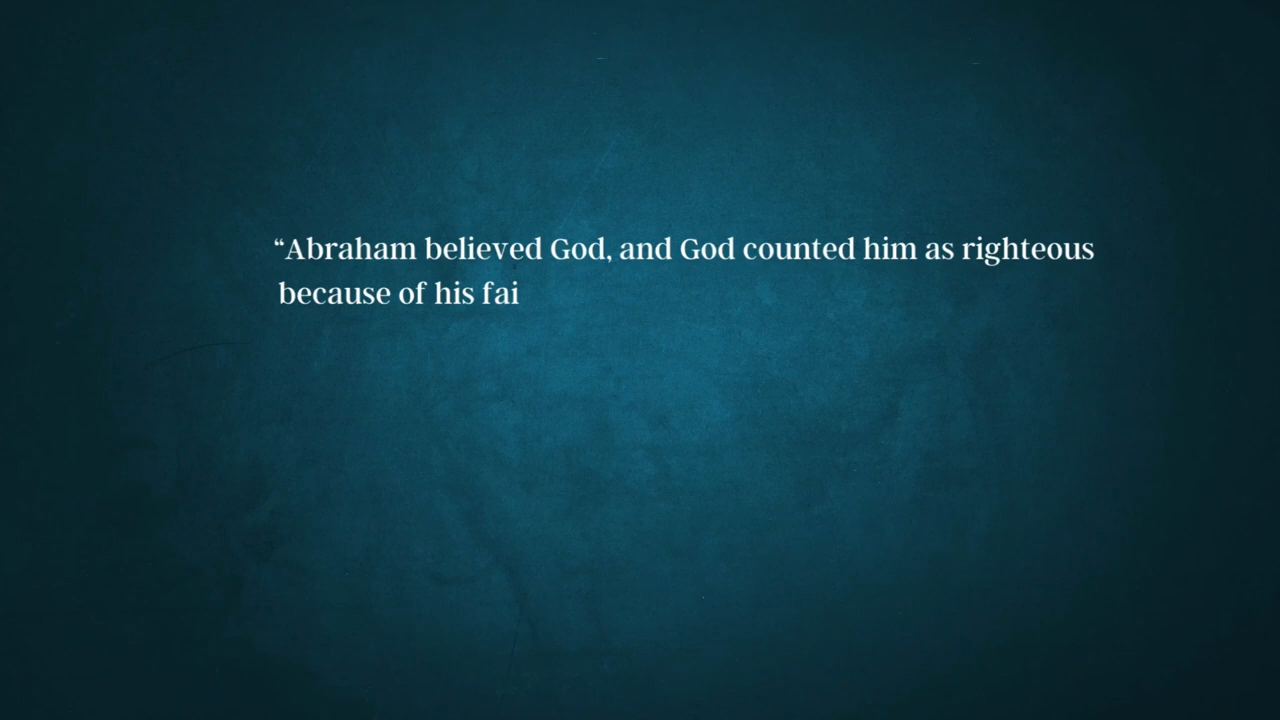 “Abraham believed God, and God counted him as righteous
because of his fai